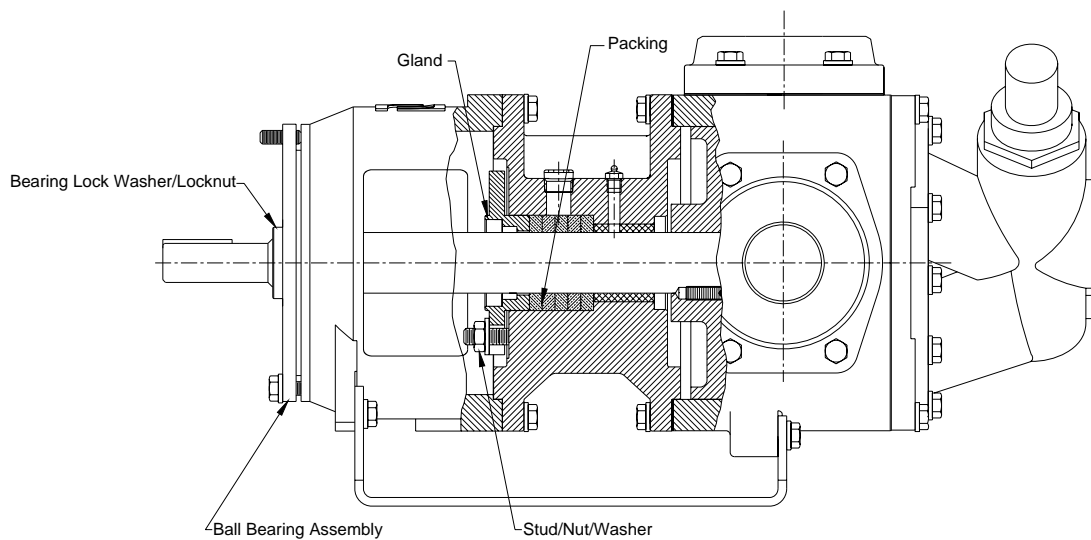 Packing
Gland
Bearing Lock Washer/Locknut
Ball Bearing Assembly
Stud/Nut/Washer